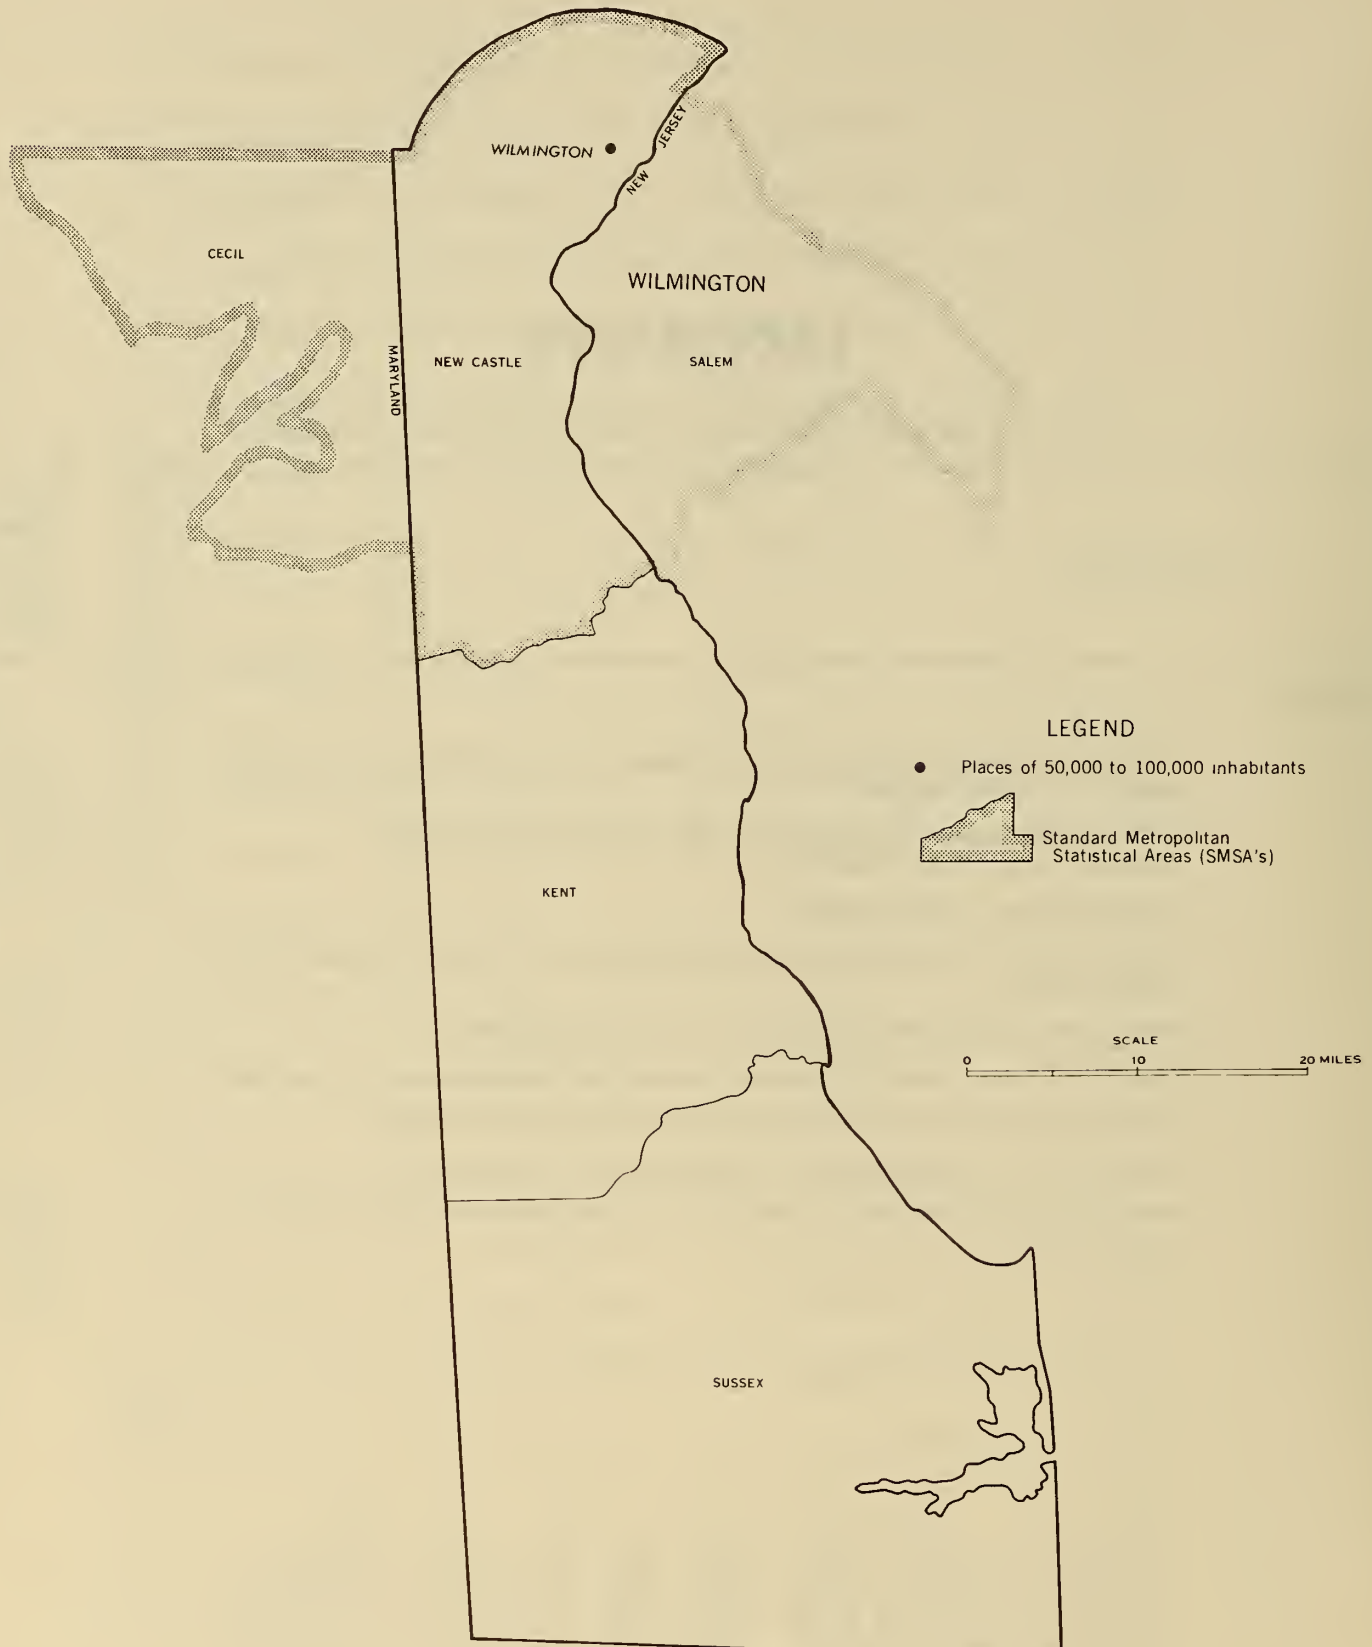 WILMINGTON
NEW JERSEY
CECIL
WILMINGTON
MARYLAND
NEW CASTLE
SALEM
LEGEND
Places of 50,000 to 100,000 inhabitants
Standard Metropolitan
Statistical Areas (SMSA's)
KENT
SCALE
0 10 20 MILES
SUSSEX